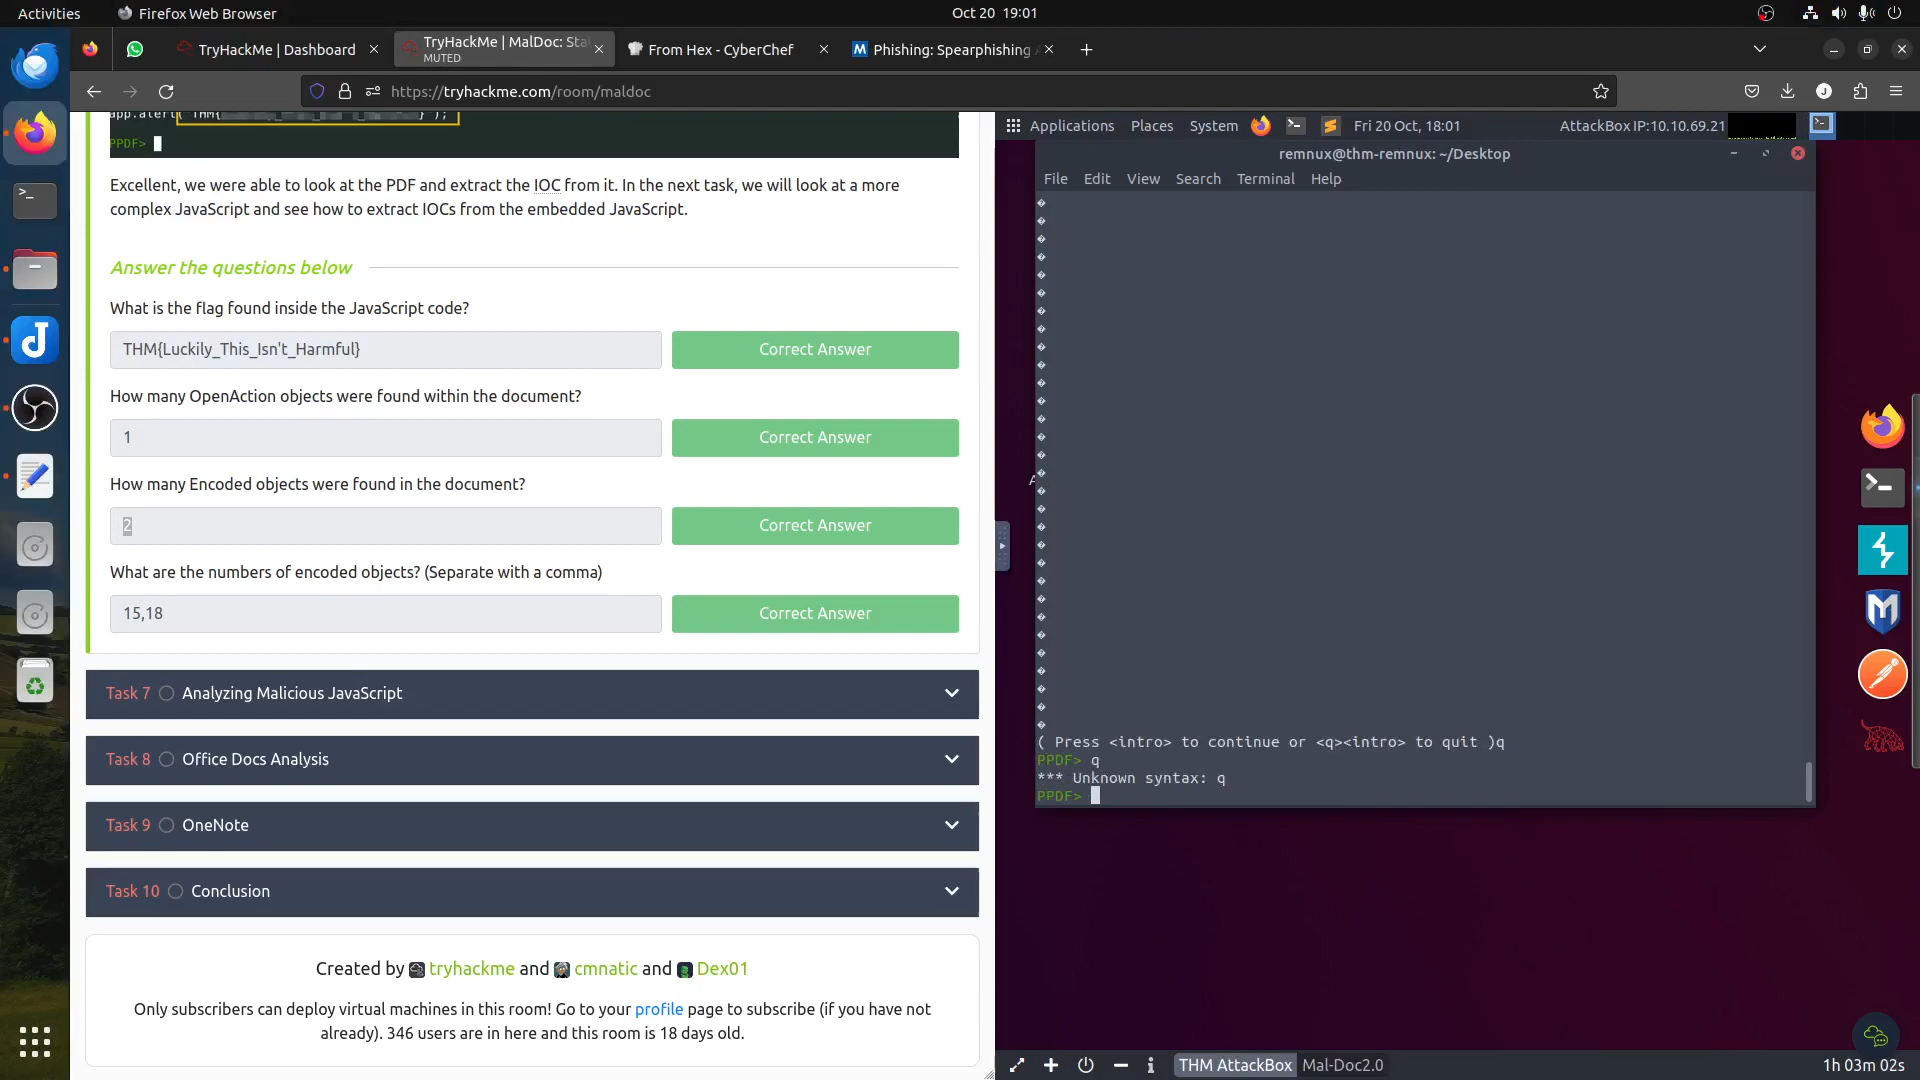 Activities
Firefox Web Browser
Oct 20 19:01
TryHackMe | Dashboard
TryHackMe | MalDoc: Sta
MUTED
From Hex - CyberChef
Phishing: Spearphishing
https://tryhackme.com/room/maldoc
PPDF>
Excellent, we were able to look at the PDF and extract the IOC from it. In the next task, we will look at a more
complex JavaScript and see how to extract IOCs from the embedded JavaScript.
Answer the questions below
What is the flag found inside the JavaScript code?
THM{Luckily_This_Isn't_Harmful}
Correct Answer
How many OpenAction objects were found within the document?
1
Correct Answer
How many Encoded objects were found in the document?
2
Correct Answer
What are the numbers of encoded objects? (Separate with a comma)
15,18
Correct Answer
Task 7 Analyzing Malicious JavaScript
Task 8 Office Docs Analysis
Task 9 OneNote
Task 10 Conclusion
Created by tryhackme and cmnatic and Dex01
Only subscribers can deploy virtual machines in this room! Go to your profile page to subscribe (if you have not
already). 346 users are in here and this room is 18 days old.
Applications Places System
Fri 20 Oct, 18:01
AttackBox IP:10.10.69.21
remnux@thm-remnux: ~/Desktop
File Edit View Search Terminal Help
( Press <intro> to continue or <q><intro> to quit )q
PPDF> q
*** Unknown syntax: q
PPDF>
THM AttackBox
Mal-Doc2.0
1h 03m 02s